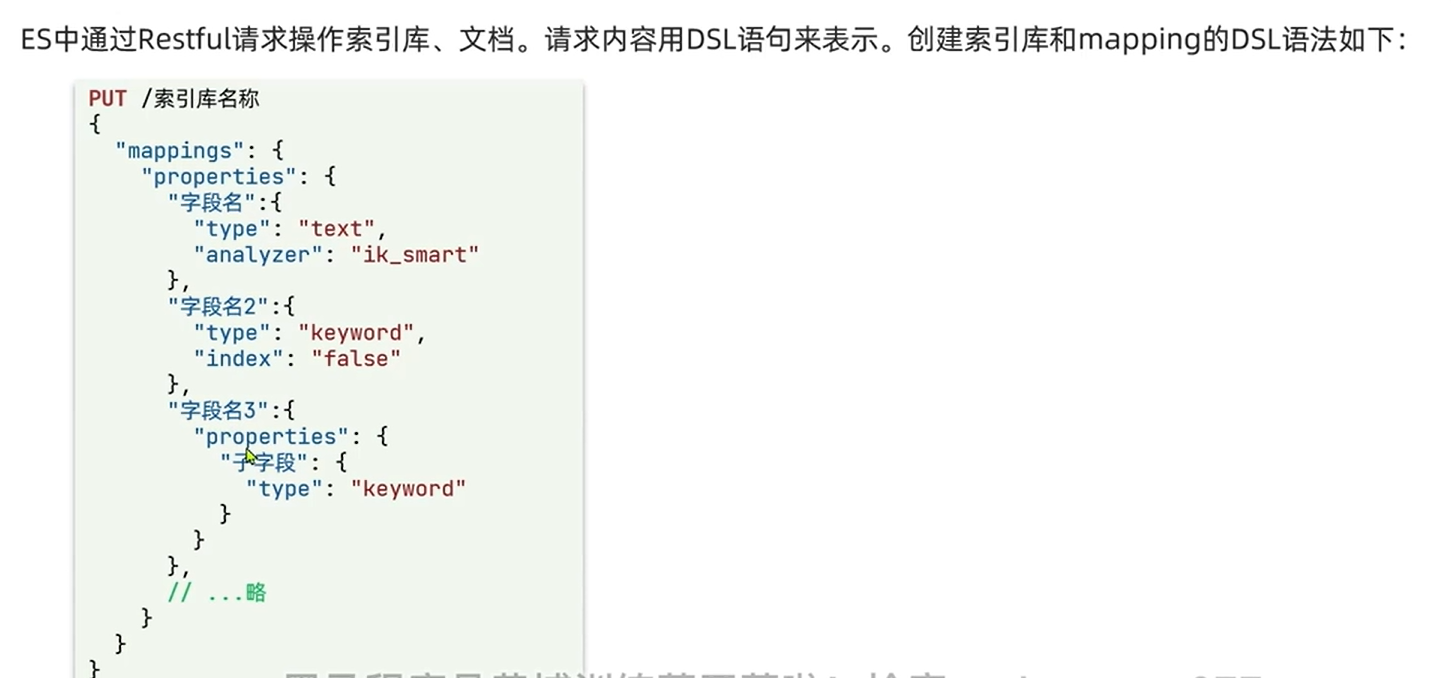 ES中通过Restful请求操作索引库、文档。请求内容用DSL语句来表示。创建索引库和mapping的DSL语法如下：
PUT /索引库名称
{
  "mappings": {
    "properties": {
      "字段名":{
        "type": "text",
        "analyzer": "ik_smart"
      },
      "字段名2":{
        "type": "keyword",
        "index": "false"
      },
      "字段名3":{
        "properties": {
          "子字段": {
            "type": "keyword"
          }
        }
      },
      // ...略
    }
  }
}